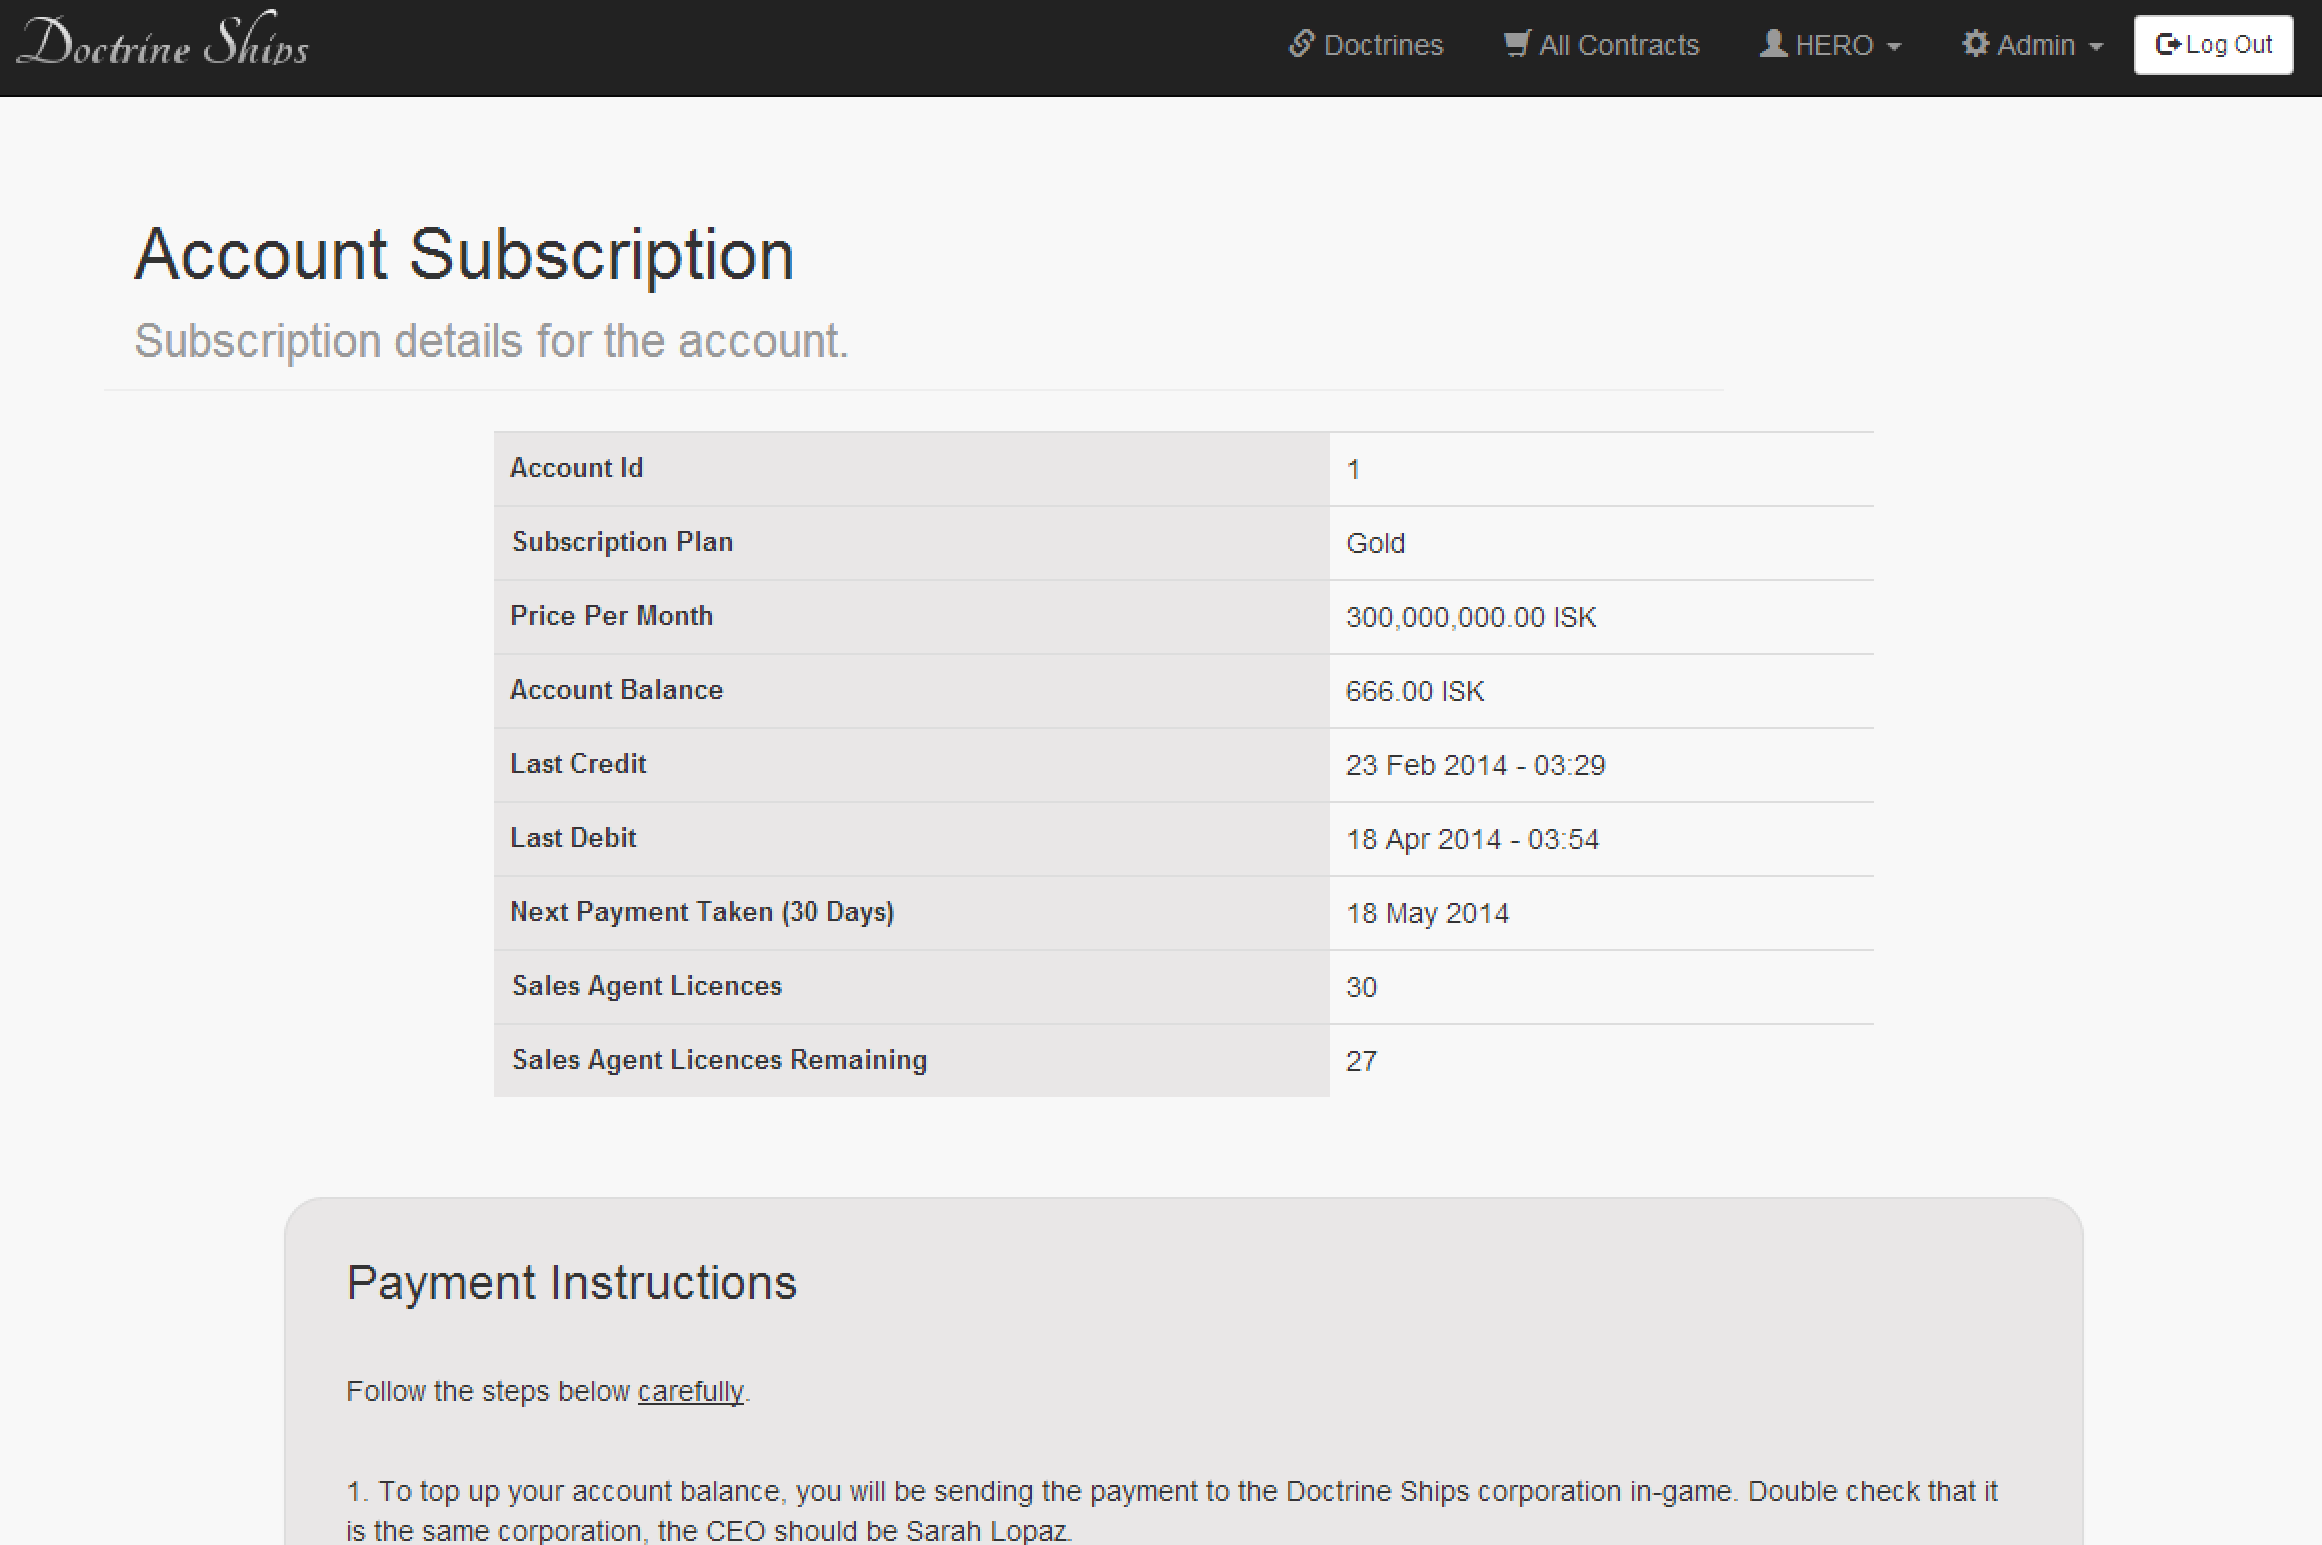 Doctrine Ships
Doctrines All Contracts HERO Admin Log Out
Account Subscription
Subscription details for the account.
Account Id 1
Subscription Plan Gold
Price Per Month 300,000,000.00 ISK
Account Balance 666.00 ISK
Last Credit 23 Feb 2014 - 03:29
Last Debit 18 Apr 2014 - 03:54
Next Payment Taken (30 Days) 18 May 2014
Sales Agent Licences 30
Sales Agent Licences Remaining 27
Payment Instructions
Follow the steps below carefully.
1. To top up your account balance, you will be sending the payment to the Doctrine Ships corporation in-game. Double check that it
is the same corporation, the CEO should be Sarah Lopaz.